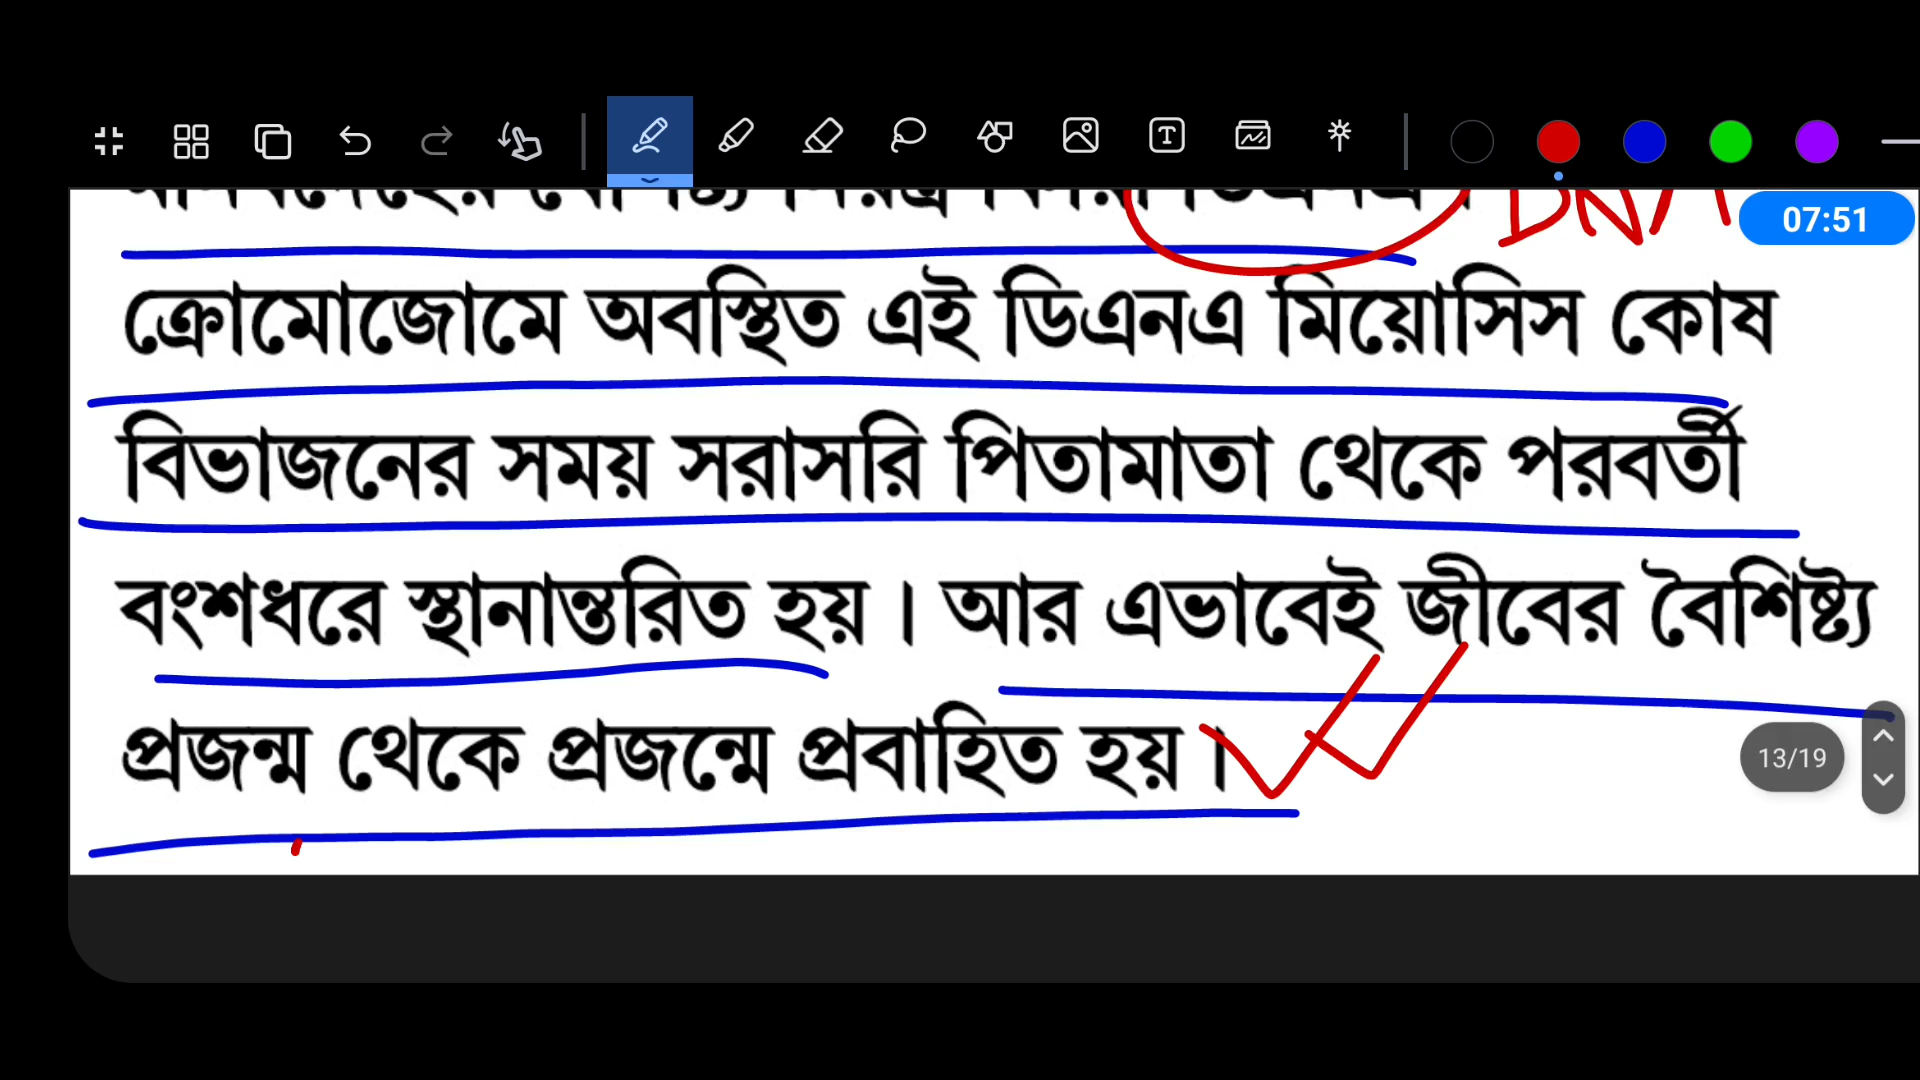 DNA
07:51
ক্রোমোজোমে অবস্থিত এই ডিএনএ মিয়োসিস কোষ
বিভাজনের সময় সরাসরি পিতামাতা থেকে পরবর্তী
বংশধরে স্থানান্তরিত হয়। আর এভাবেই জীবের বৈশিষ্ট্য
প্রজন্ম থেকে প্রজন্মে প্রবাহিত হয়।
13/19